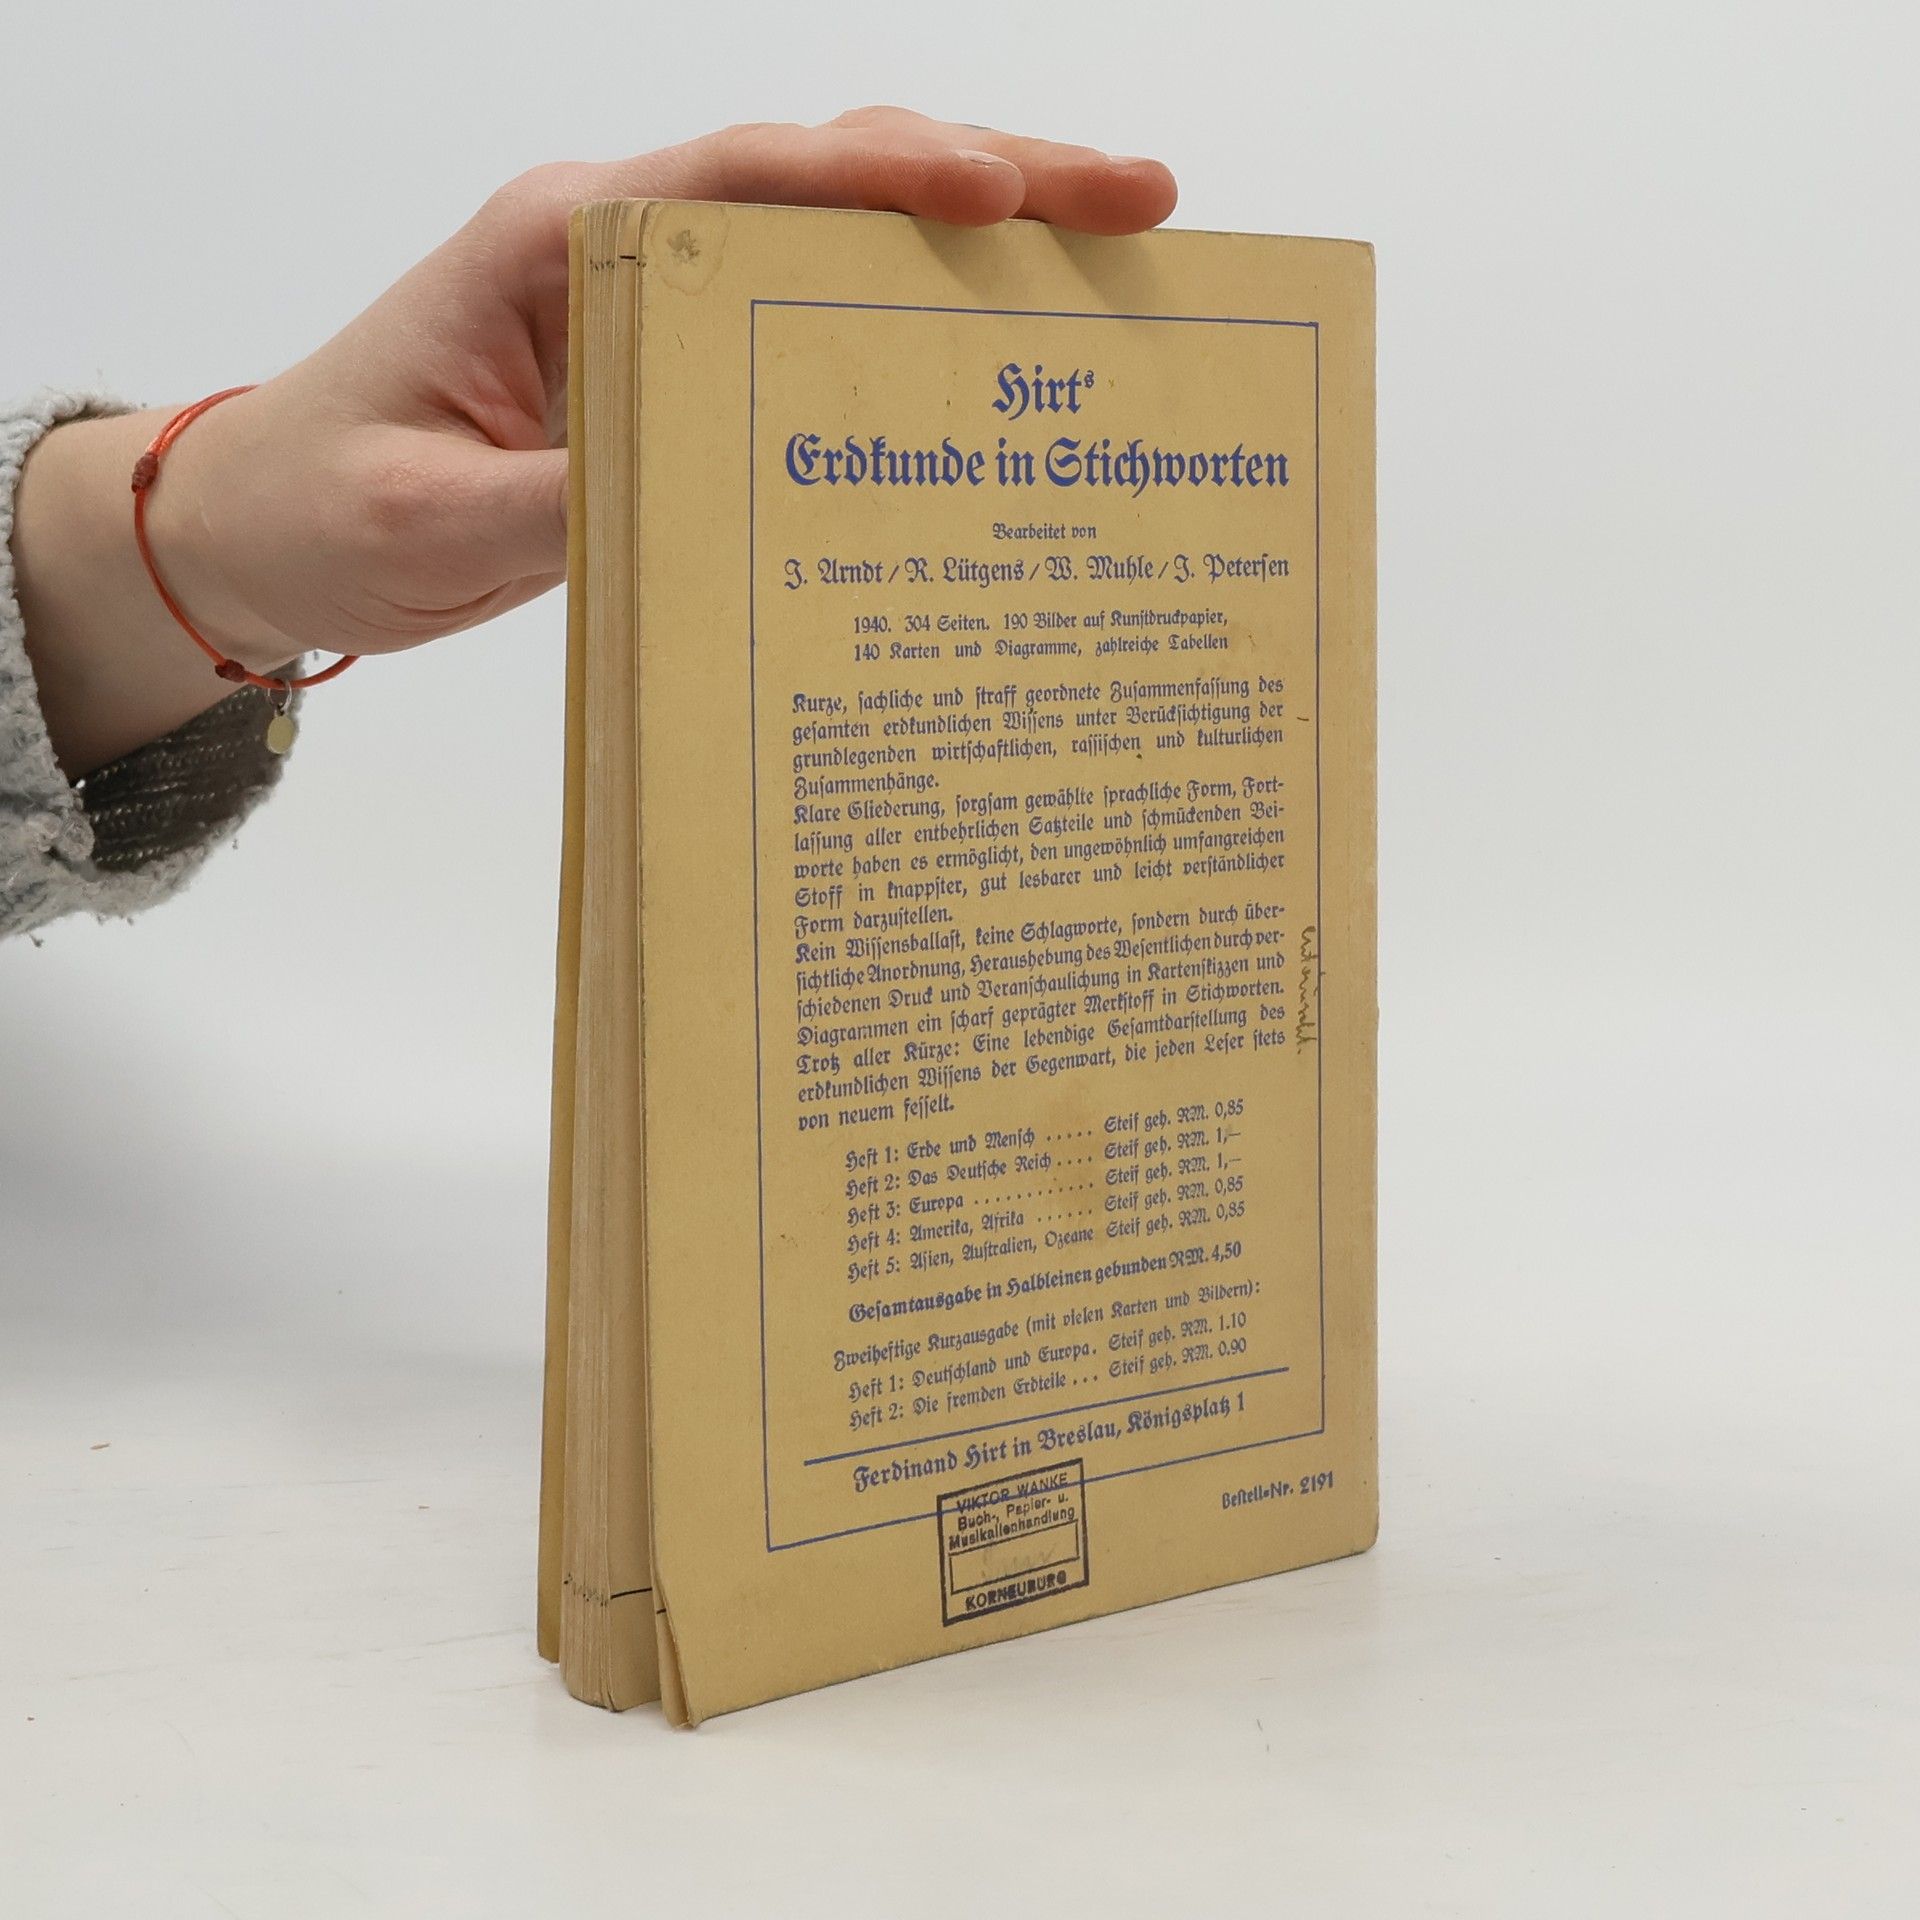 Hirts
Erdkunde in Stichworten
Bearbeitet von
J. Arndt / R. Lütgens / W. Muhle / J. Petersen
1940. 304 Seiten. 190 Bilder auf Kunstdruckpapier,
140 Karten und Diagramme, zahlreiche Tabellen
Kurze, sachliche und straff geordnete Zusammenfassung des
gesamten erdkundlichen Wissens unter Berücksichtigung der
grundlegenden wirtschaftlichen, rassischen und kulturlichen
Zusammenhänge.
Klare Gliederung, sorgsam gewählte sprachliche Form, Fort-
lassung aller entbehrlichen Satzteile und schmückenden Bei-
worte haben es ermöglicht, den ungewöhnlich umfangreichen
Stoff in knappster, gut lesbarer und leicht verständlicher
Form darzustellen.
Kein Wissensballast, keine Schlagworte, sondern durch über-
sichtliche Anordnung, Heraushebung des Wesentlichen durch ver-
schiedenen Druck und Veranschaulichung in Kartenskizzen und
Diagrammen ein scharf geprägter Merkstoff in Stichworten.
Trotz aller Kürze: Eine lebendige Gesamtdarstellung des
erdkundlichen Wissens der Gegenwart, die jeden Leser stets
von neuem fesselt.
Heft 1: Erde und Mensch ..... Steif geh. RM. 0,85
Heft 2: Das Deutsche Reich .... Steif geh. RM. 1,—
Heft 3: Europa ............ Steif geh. RM. 1,—
Heft 4: Amerika, Afrika ...... Steif geh. RM. 0,85
Heft 5: Asien, Australien, Ozeane Steif geh. RM. 0,85
Gesamtausgabe in Halbleinen gebunden RM. 4,50
Zweiheftige Kurzausgabe (mit vielen Karten und Bildern):
Heft 1: Deutschland und Europa. Steif geh. RM. 1.10
Heft 2: Die fremden Erdteile ... Steif geh. RM. 0.90
Ferdinand Hirt in Breslau, Königsplatz 1
Bestell-Nr. 2191
VIKTOR WANKE
Buch-, Papier- u.
Musikalienhandlung
KORNEUBURG